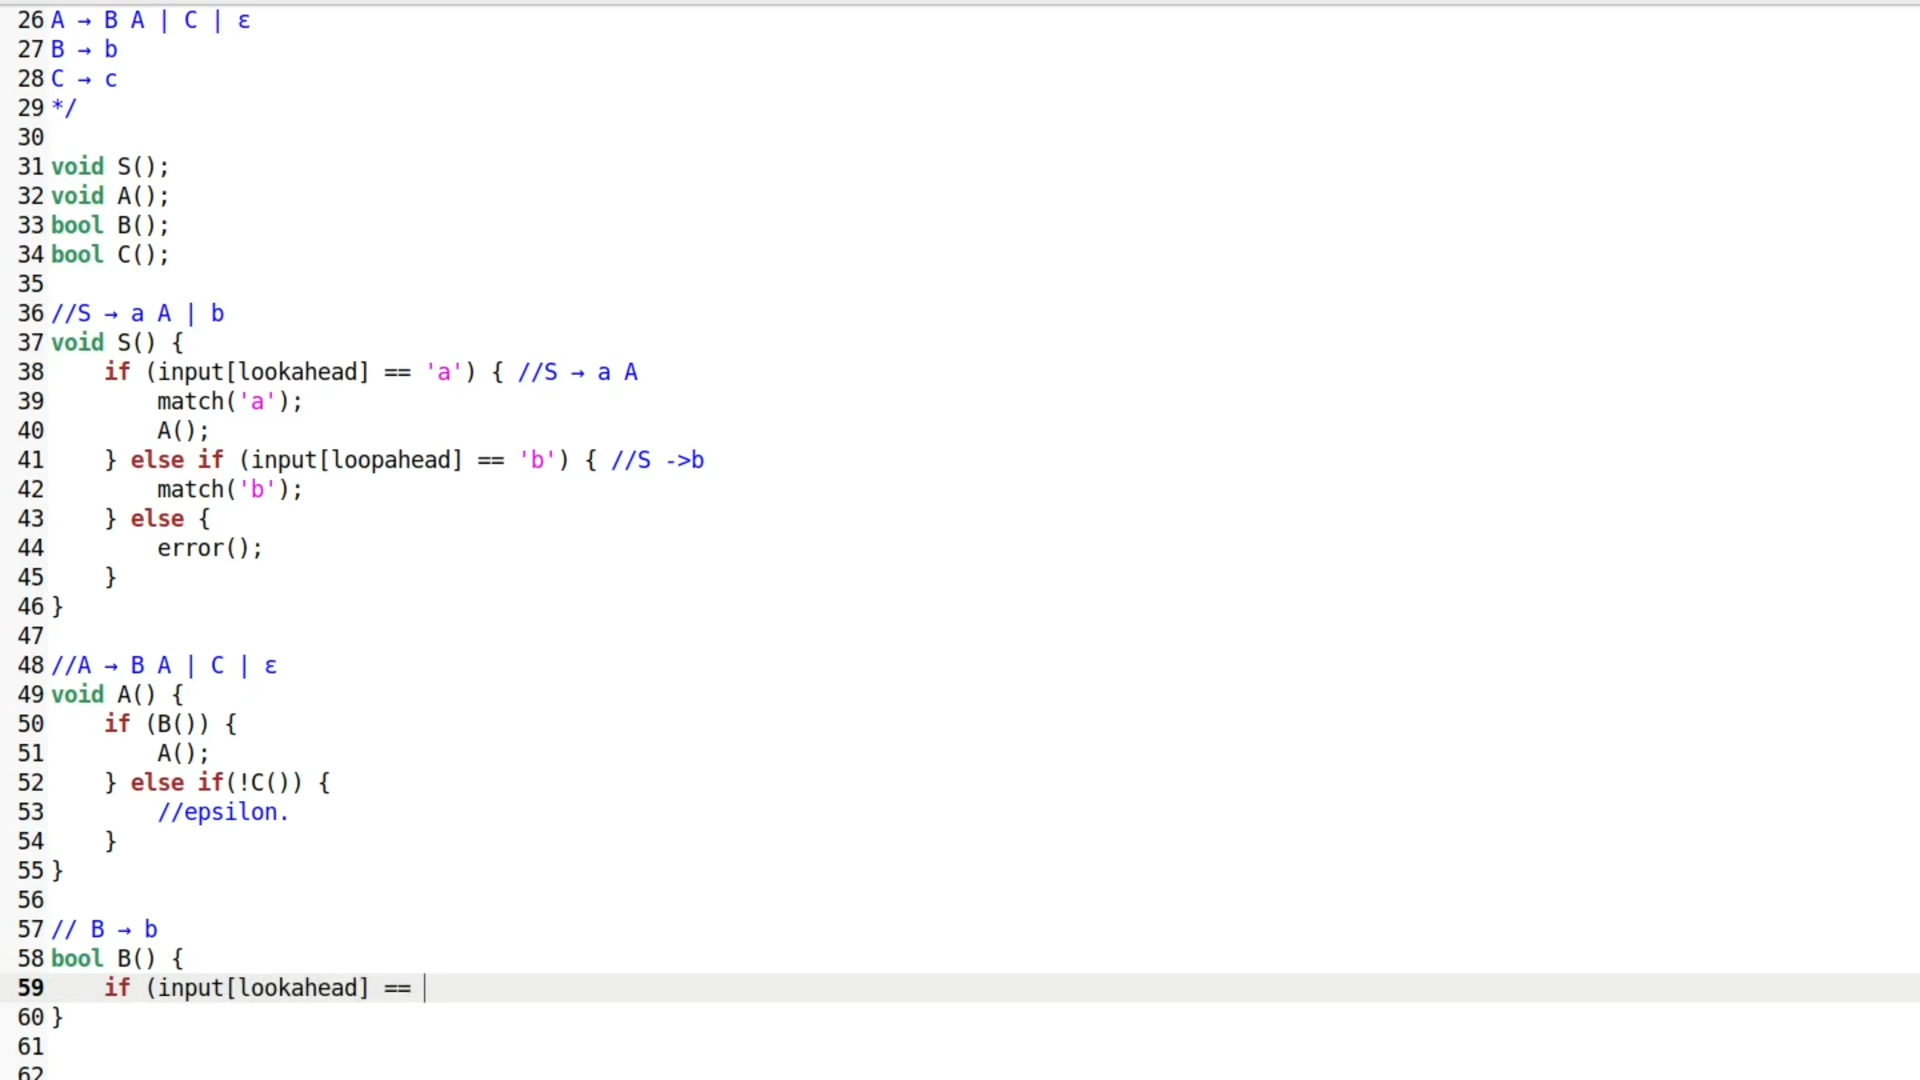 26 A → B A | C | ε
27 B → b
28 C → c
29 */
30
31 void S();
32 void A();
33 bool B();
34 bool C();
35
36 //S → a A | b
37 void S() {
38     if (input[lookahead] == 'a') { //S → a A
39         match('a');
40         A();
41     } else if (input[loopahead] == 'b') { //S ->b
42         match('b');
43     } else {
44         error();
45     }
46 }
47
48 //A → B A | C | ε
49 void A() {
50     if (B()) {
51         A();
52     } else if(!C()) {
53         //epsilon.
54     }
55 }
56
57 // B → b
58 bool B() {
59     if (input[lookahead] ==
60 }
61
62